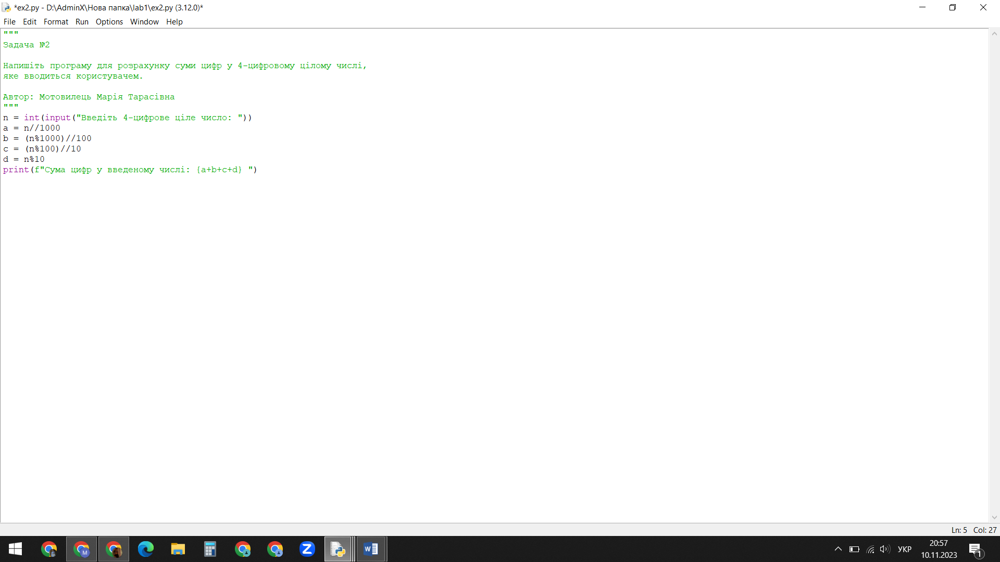 *ex2.py - D:\AdminX\Нова папка\lab1\ex2.py (3.12.0)*
File Edit Format Run Options Window Help
"""
Задача №2
Напишіть програму для розрахунку суми цифр у 4-цифровому цілому числі,
яке вводиться користувачем.
Автор: Мотовилець Марія Тарасівна
"""
n = int(input("Введіть 4-цифрове ціле число: "))
a = n//1000
b = (n%1000)//100
c = (n%100)//10
d = n%10
print(f"Сума цифр у введеному числі: {a+b+c+d} ")
Ln: 5 Col: 27
УКР
20:57
10.11.2023
1